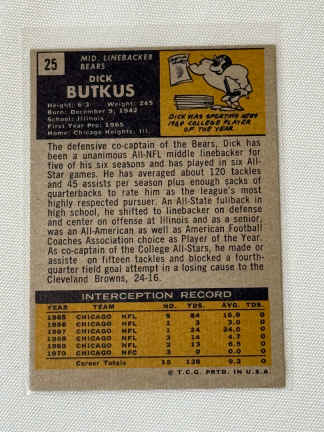 25
MID. LINEBACKER
BEARS
DICK
BUTKUS
Height: 6-3 Weight: 245
Born: December 9, 1942
School: Illinois
First Year Pro: 1965
Home: Chicago Heights, Ill.
DICK WAS SPORTING NEWS
1964 COLLEGE PLAYER
OF THE YEAR.
The defensive co-captain of the Bears, Dick has
been a unanimous All-NFL middle linebacker for
five of his six seasons and has played in six All-
Star games. He has averaged about 120 tackles
and 45 assists per season plus enough sacks of
quarterbacks to rate him as the league's most
highly respected pursuer. An All-State fullback in
high school, he shifted to linebacker on defense
and center on offense at Illinois and as a senior,
was an All-American as well as American Football
Coaches Association choice as Player of the Year.
As co-captain of the College All-Stars, he made or
assiste on fifteen tackles and blocked a fourth-
quarter field goal attempt in a losing cause to the
Cleveland Browns, 24-16.
INTERCEPTION RECORD
YEAR TEAM NO. YDS. AVG. TDS.
1965 CHICAGO NFL 5 84 16.8 0
1966 CHICAGO NFL 1 3 3.0 0
1967 CHICAGO NFL 1 24 24.0 0
1968 CHICAGO NFL 3 14 4.7 0
1969 CHICAGO NFL 2 13 6.5 0
1970 CHICAGO NFC 3 0 0.0 0
Career Totals 15 138 9.2 0
© T.C.G. PRTD. IN U.S.A.